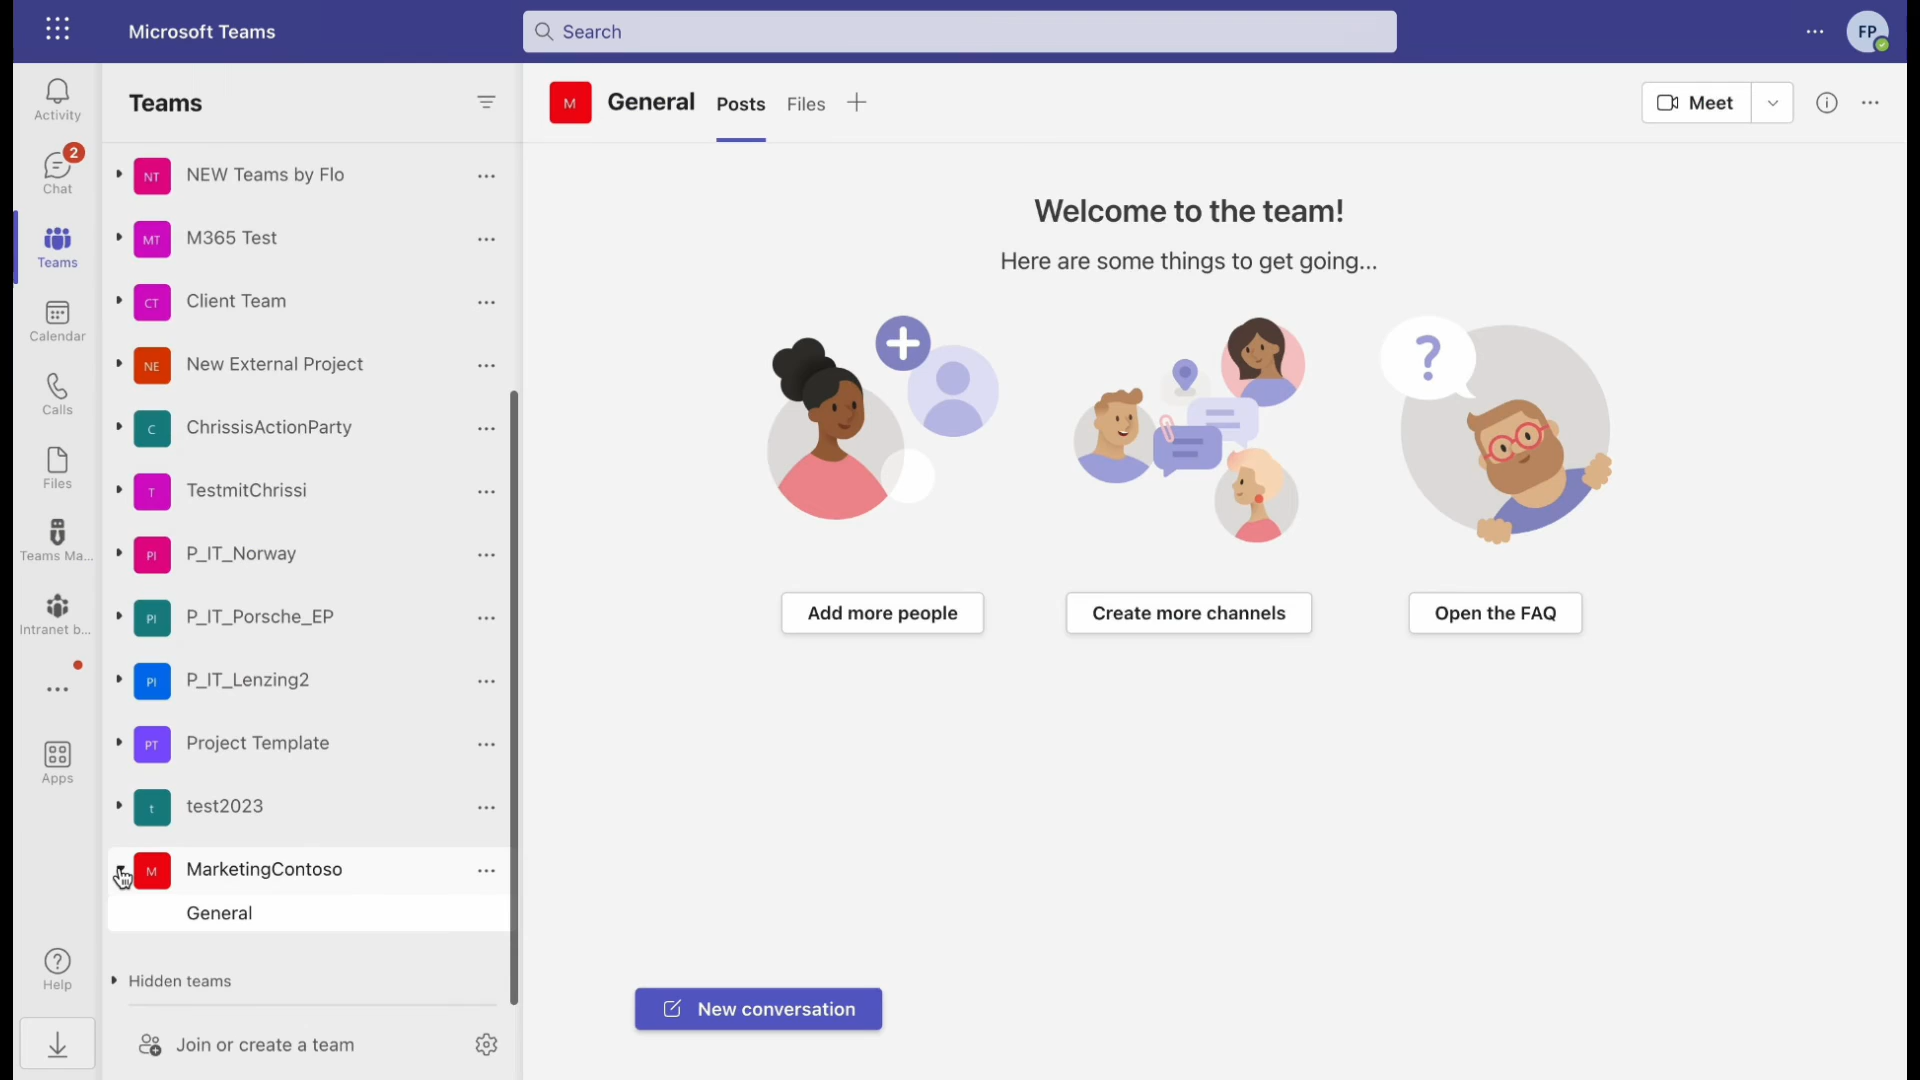 Microsoft Teams
Search
FP
Activity
Chat
2
Teams
Calendar
Calls
Files
Teams Ma...
Intranet b...
Apps
Help
Teams
NT NEW Teams by Flo
MT M365 Test
CT Client Team
NE New External Project
C ChrissisActionParty
T TestmitChrissi
PI P_IT_Norway
PI P_IT_Porsche_EP
PI P_IT_Lenzing2
PT Project Template
t test2023
M MarketingContoso
General
Hidden teams
Join or create a team
M General Posts Files
Meet
Welcome to the team!
Here are some things to get going...
?
Add more people
Create more channels
Open the FAQ
New conversation